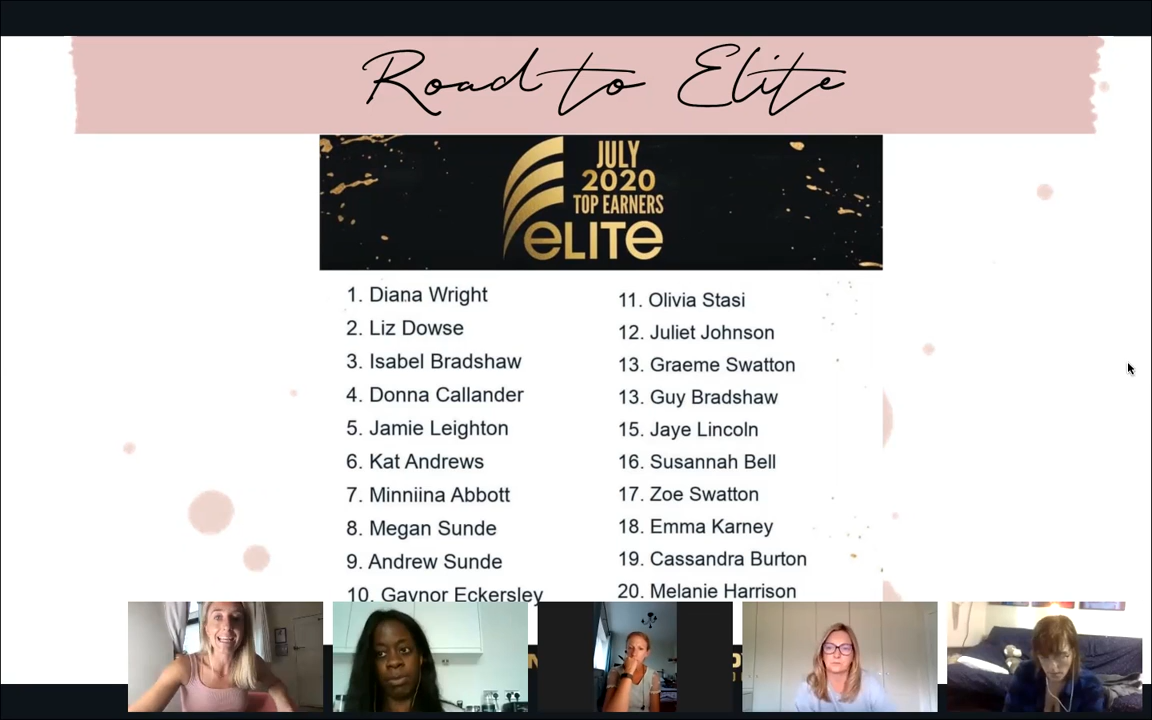 Road to Elite
JULY
2020
TOP EARNERS
eLITE
1. Diana Wright
2. Liz Dowse
3. Isabel Bradshaw
4. Donna Callander
5. Jamie Leighton
6. Kat Andrews
7. Minniina Abbott
8. Megan Sunde
9. Andrew Sunde
10. Gaynor Eckersley
11. Olivia Stasi
12. Juliet Johnson
13. Graeme Swatton
13. Guy Bradshaw
15. Jaye Lincoln
16. Susannah Bell
17. Zoe Swatton
18. Emma Karney
19. Cassandra Burton
20. Melanie Harrison